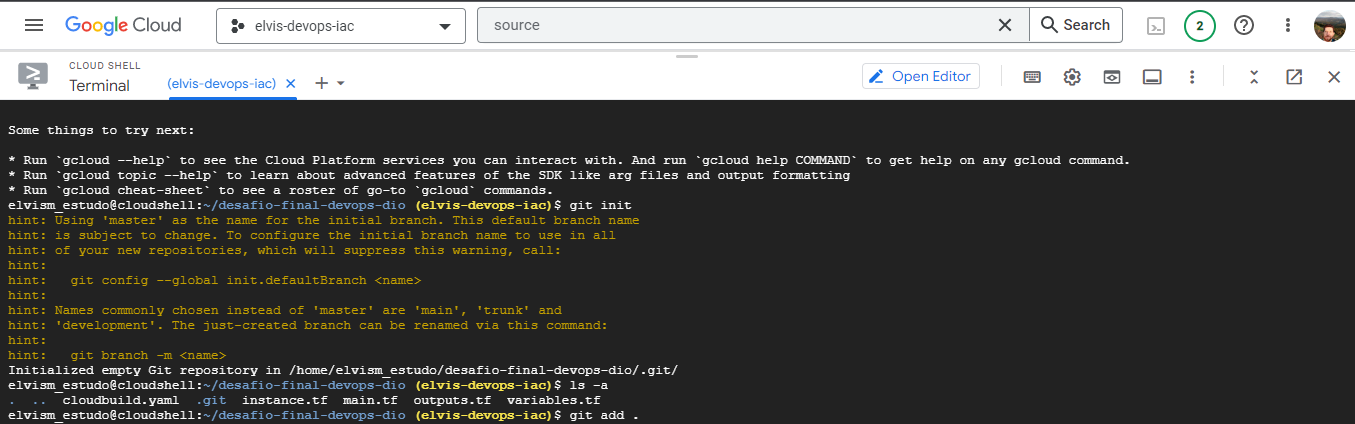 Google Cloud
elvis-devops-iac
source
Search
2
CLOUD SHELL
Terminal
(elvis-devops-iac)
Open Editor
Some things to try next:
* Run `gcloud --help` to see the Cloud Platform services you can interact with. And run `gcloud help COMMAND` to get help on any gcloud command.
* Run `gcloud topic --help` to learn about advanced features of the SDK like arg files and output formatting
* Run `gcloud cheat-sheet` to see a roster of go-to `gcloud` commands.
elvism_estudo@cloudshell:~/desafio-final-devops-dio (elvis-devops-iac)$ git init
hint: Using 'master' as the name for the initial branch. This default branch name
hint: is subject to change. To configure the initial branch name to use in all
hint: of your new repositories, which will suppress this warning, call:
hint:
hint:   git config --global init.defaultBranch <name>
hint:
hint: Names commonly chosen instead of 'master' are 'main', 'trunk' and
hint: 'development'. The just-created branch can be renamed via this command:
hint:
hint:   git branch -m <name>
Initialized empty Git repository in /home/elvism_estudo/desafio-final-devops-dio/.git/
elvism_estudo@cloudshell:~/desafio-final-devops-dio (elvis-devops-iac)$ ls -a
.  ..  cloudbuild.yaml  .git  instance.tf  main.tf  outputs.tf  variables.tf
elvism_estudo@cloudshell:~/desafio-final-devops-dio (elvis-devops-iac)$ git add .